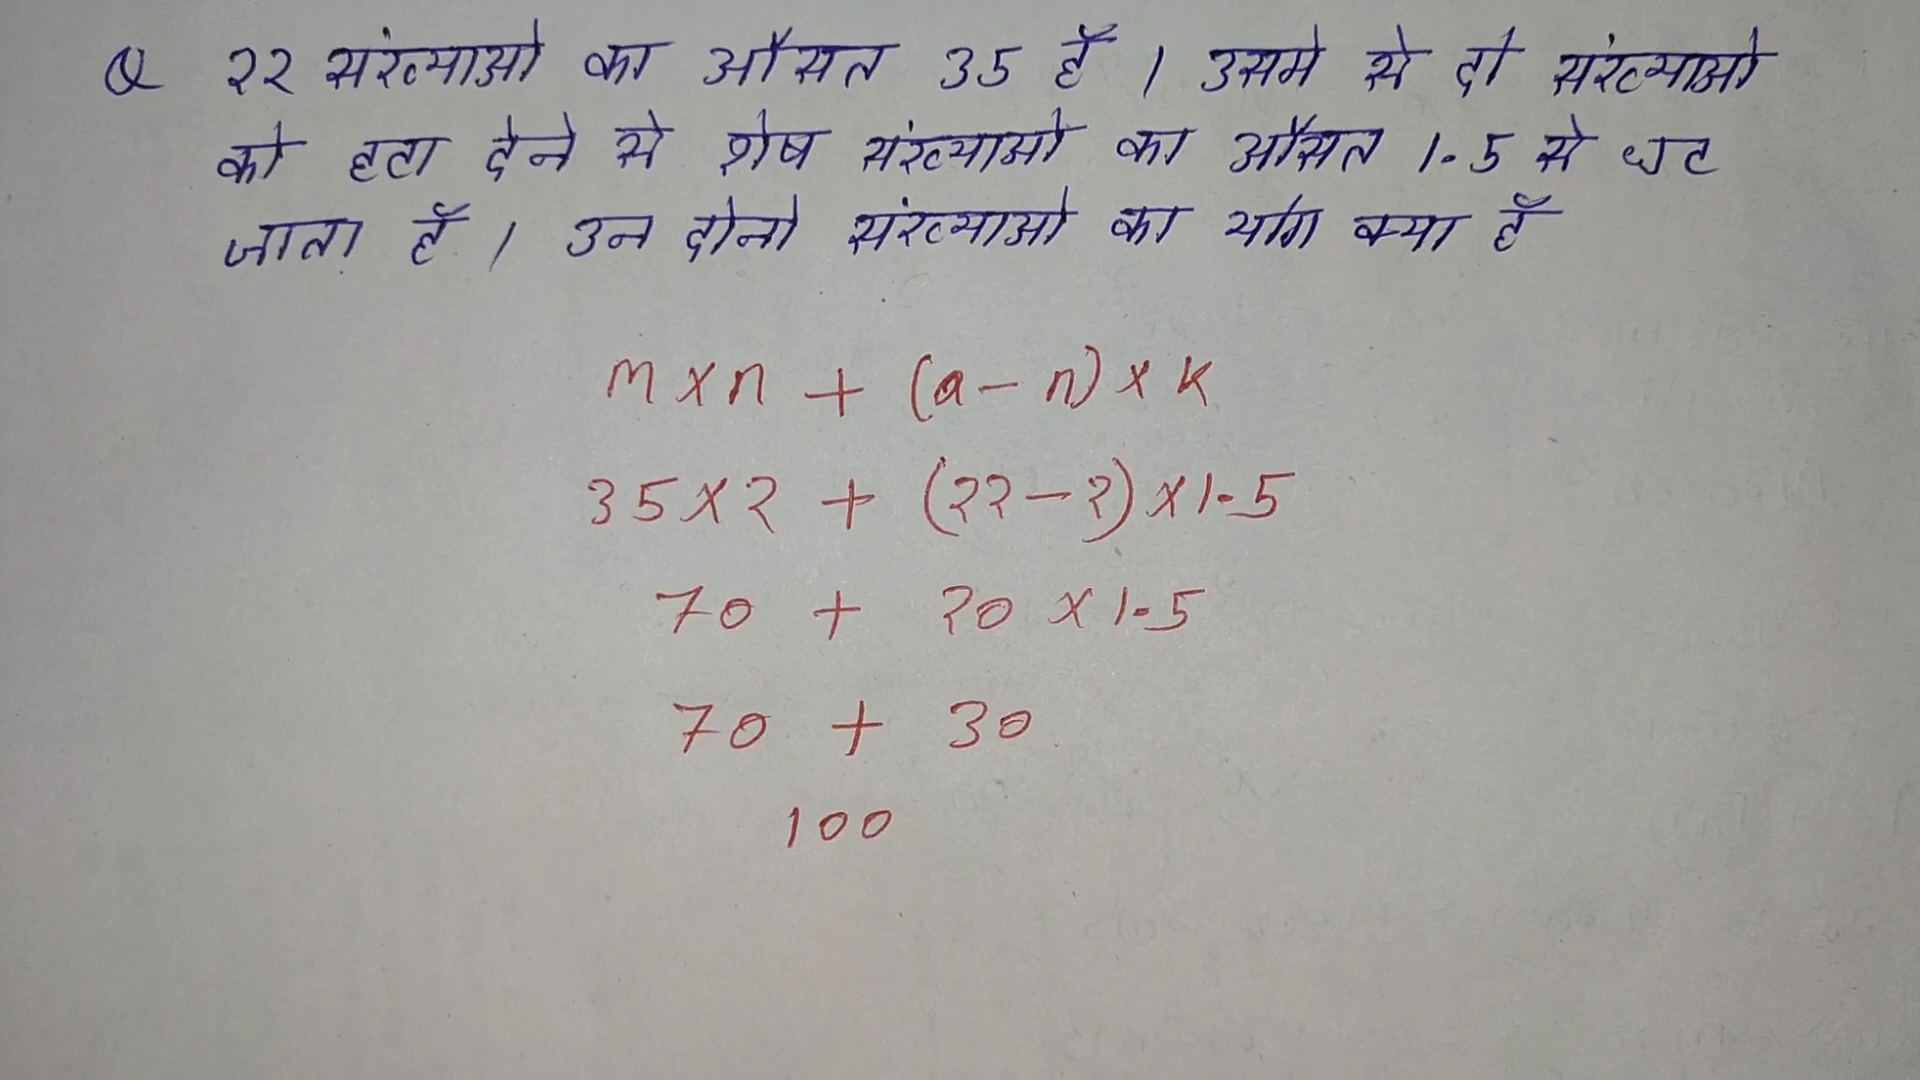 Q 22 संख्याओ का औसत 35 हैं । उसमे से दो संख्याओ
को हटा देने से शेष संख्याओ का औसत 1.5 से घट
जाता हैं । उन दोनो संख्याओ का योग क्या हैं
m x n + (a - n) x k
35 x 2 + (22 - 2) x 1.5
70 + 20 x 1.5
70 + 30
100